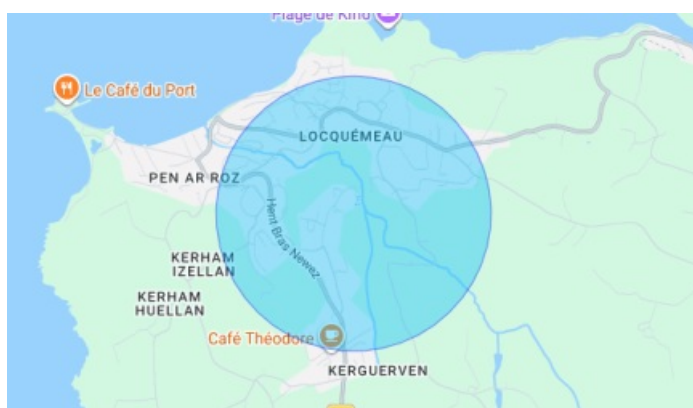 Plage de Kino
Le Café du Port
LOCQUÉMEAU
PEN AR ROZ
Hent Bras Newez
KERHAM
IZELLAN
KERHAM
HUELLAN
Café Théodore
KERGUERVEN